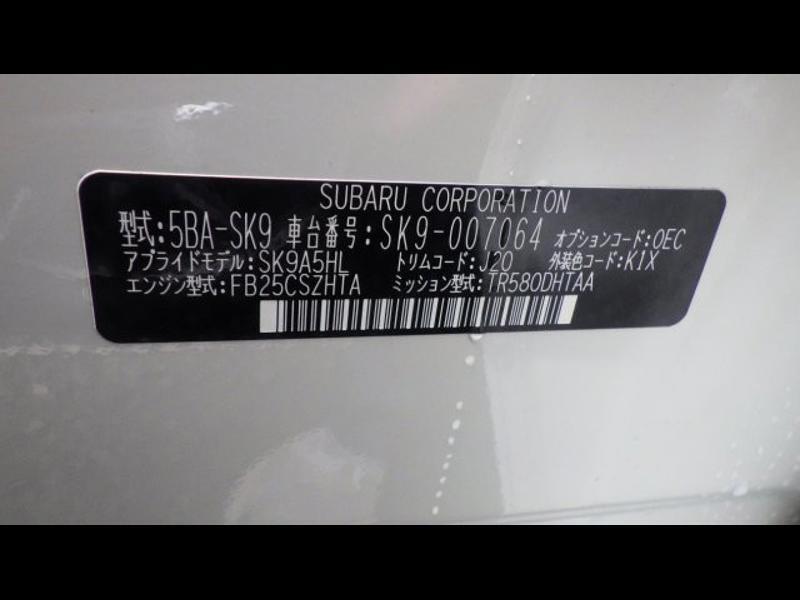 SUBARU CORPORATION
型式:5BA-SK9 車台番号:SK9-007064 オプションコード:OEC
アプライドモデル:SK9A5HL トリムコード:J20 外装色コード:K1X
エンジン型式:FB25CSZHTA ミッション型式:TR580DHTAA